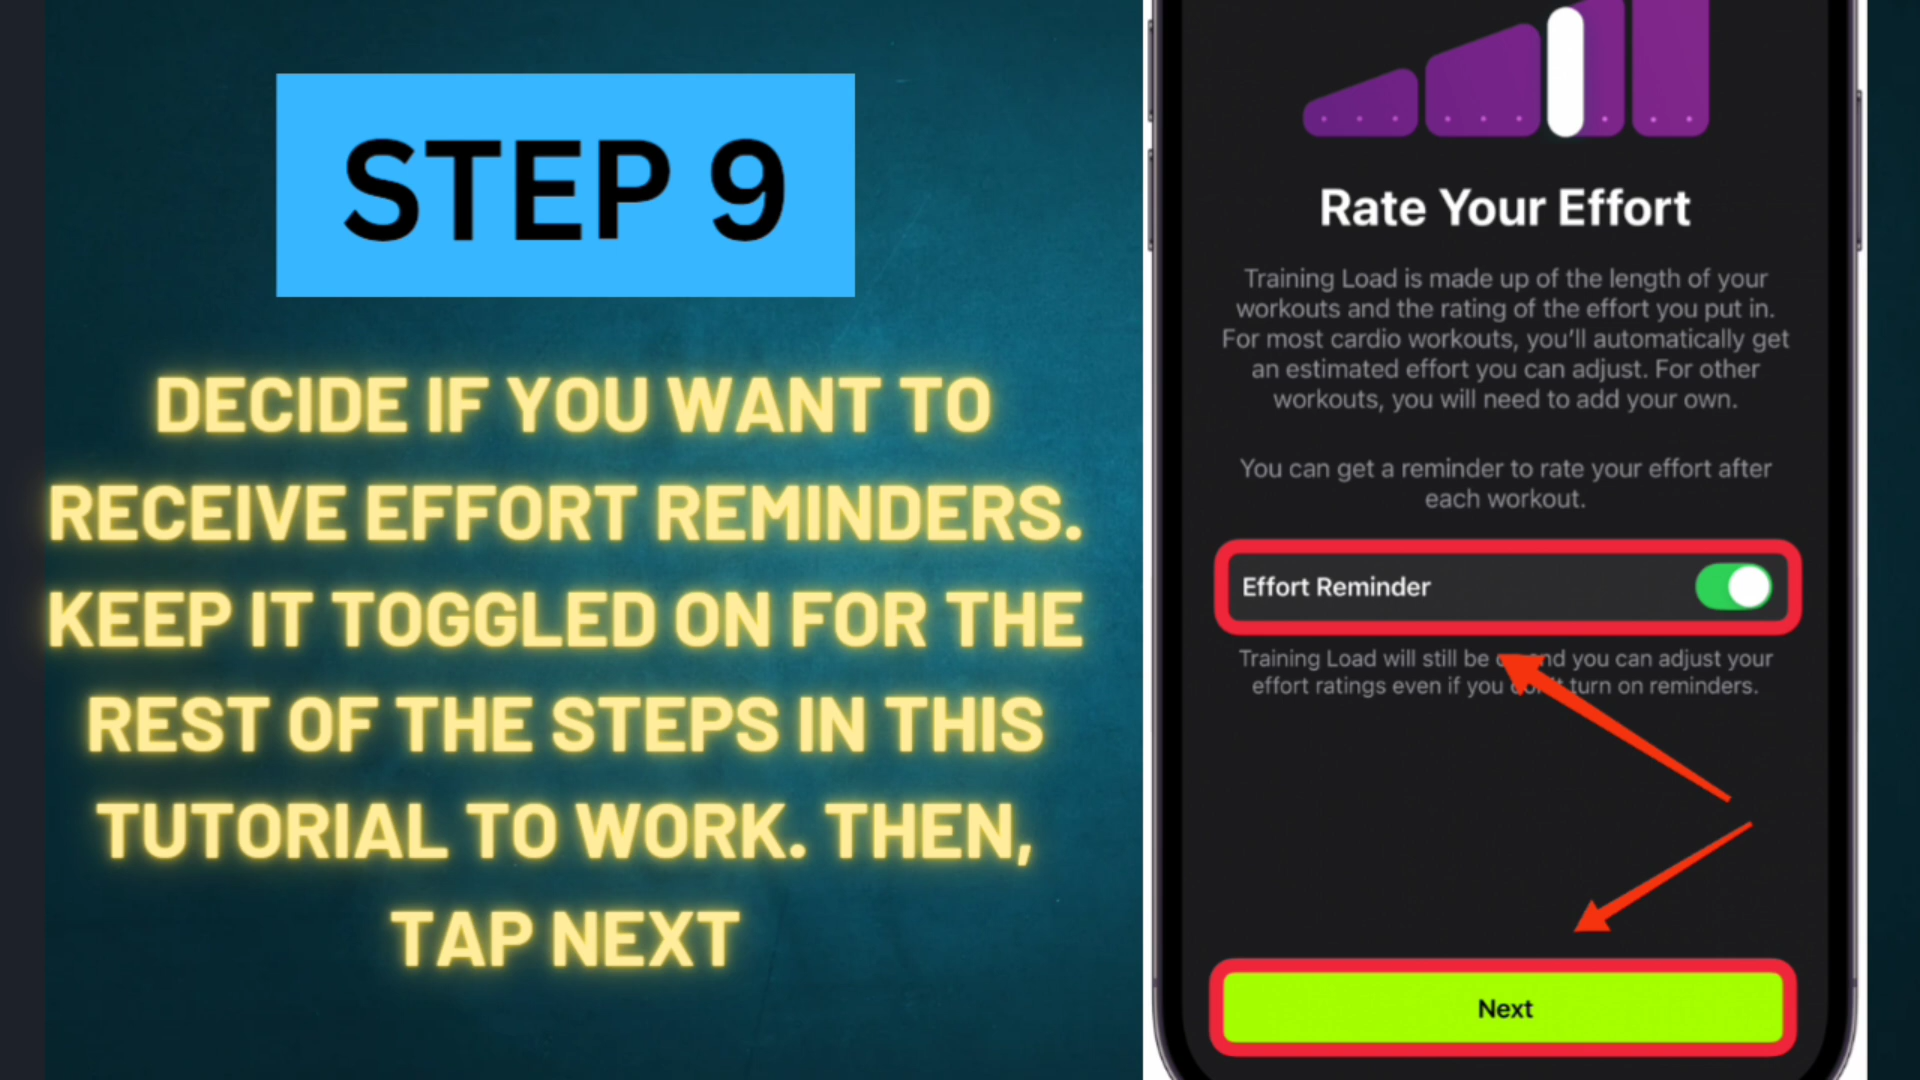 STEP 9
DECIDE IF YOU WANT TO
RECEIVE EFFORT REMINDERS.
KEEP IT TOGGLED ON FOR THE
REST OF THE STEPS IN THIS
TUTORIAL TO WORK. THEN,
TAP NEXT
Rate Your Effort
Training Load is made up of the length of your
workouts and the rating of the effort you put in.
For most cardio workouts, you'll automatically get
an estimated effort you can adjust. For other
workouts, you will need to add your own.
You can get a reminder to rate your effort after
each workout.
Effort Reminder
Training Load will still be and you can adjust your
effort ratings even if you don't turn on reminders.
Next